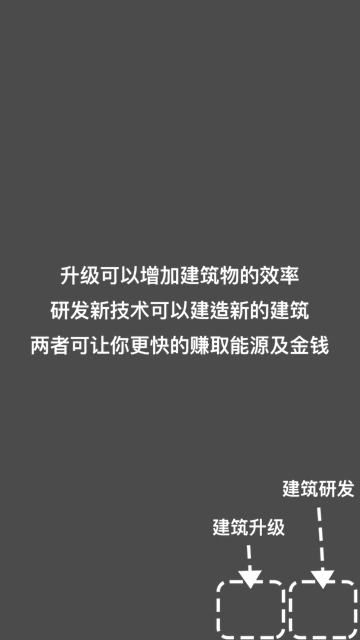 升级可以增加建筑物的效率
研发新技术可以建造新的建筑
两者可让你更快的赚取能源及金钱
建筑研发
建筑升级